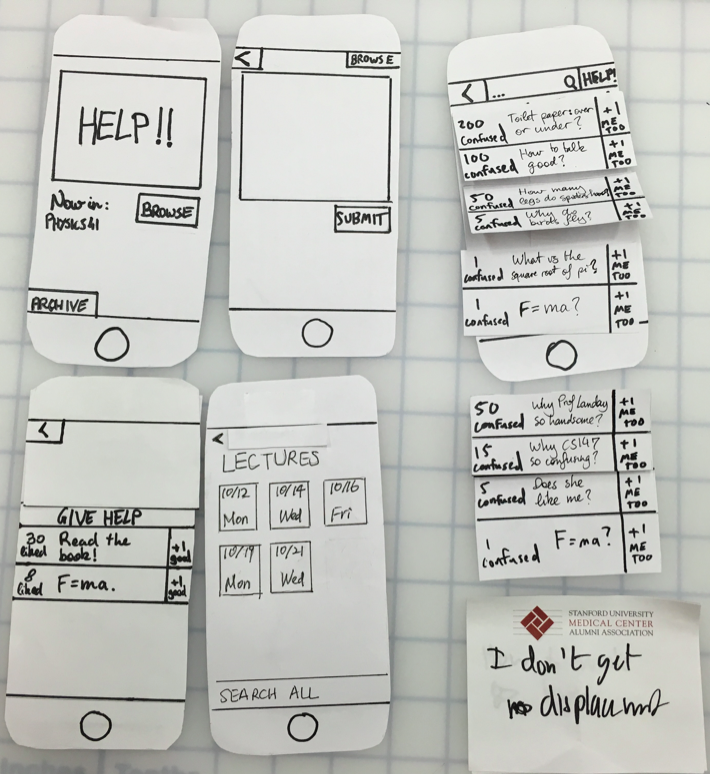 HELP!!
Now in:
PHYSICS41
BROWSE
ARCHIVE
<
BROWSE
SUBMIT
< ... HELP!
200 confused
Toilet paper: over
or under?
+1
ME
TOO
100 confused
How to talk
good?
+1
ME
TOO
50 confused
How many
legs do spiders have?
+1
ME
TOO
5 confused
Why do
birds fly?
+1
ME
TOO
1 confused
What is the
square root of pi?
+1
ME
TOO
1 confused
F=ma?
+1
ME
TOO
<
GIVE HELP
30 liked
Read the
book!
+1
good
8 liked
F=ma.
+1
good
<
LECTURES
10/12
Mon
10/14
Wed
10/16
Fri
10/19
Mon
10/21
Wed
SEARCH ALL
50 confused
Why Prof Landay
so handsome?
+1
ME
TOO
15 confused
Why CS147
so confusing?
+1
ME
TOO
5 confused
Does she
like me?
+1
ME
TOO
1 confused
F=ma?
+1
ME
TOO
STANFORD UNIVERSITY
MEDICAL CENTER
ALUMNI ASSOCIATION
I don't get